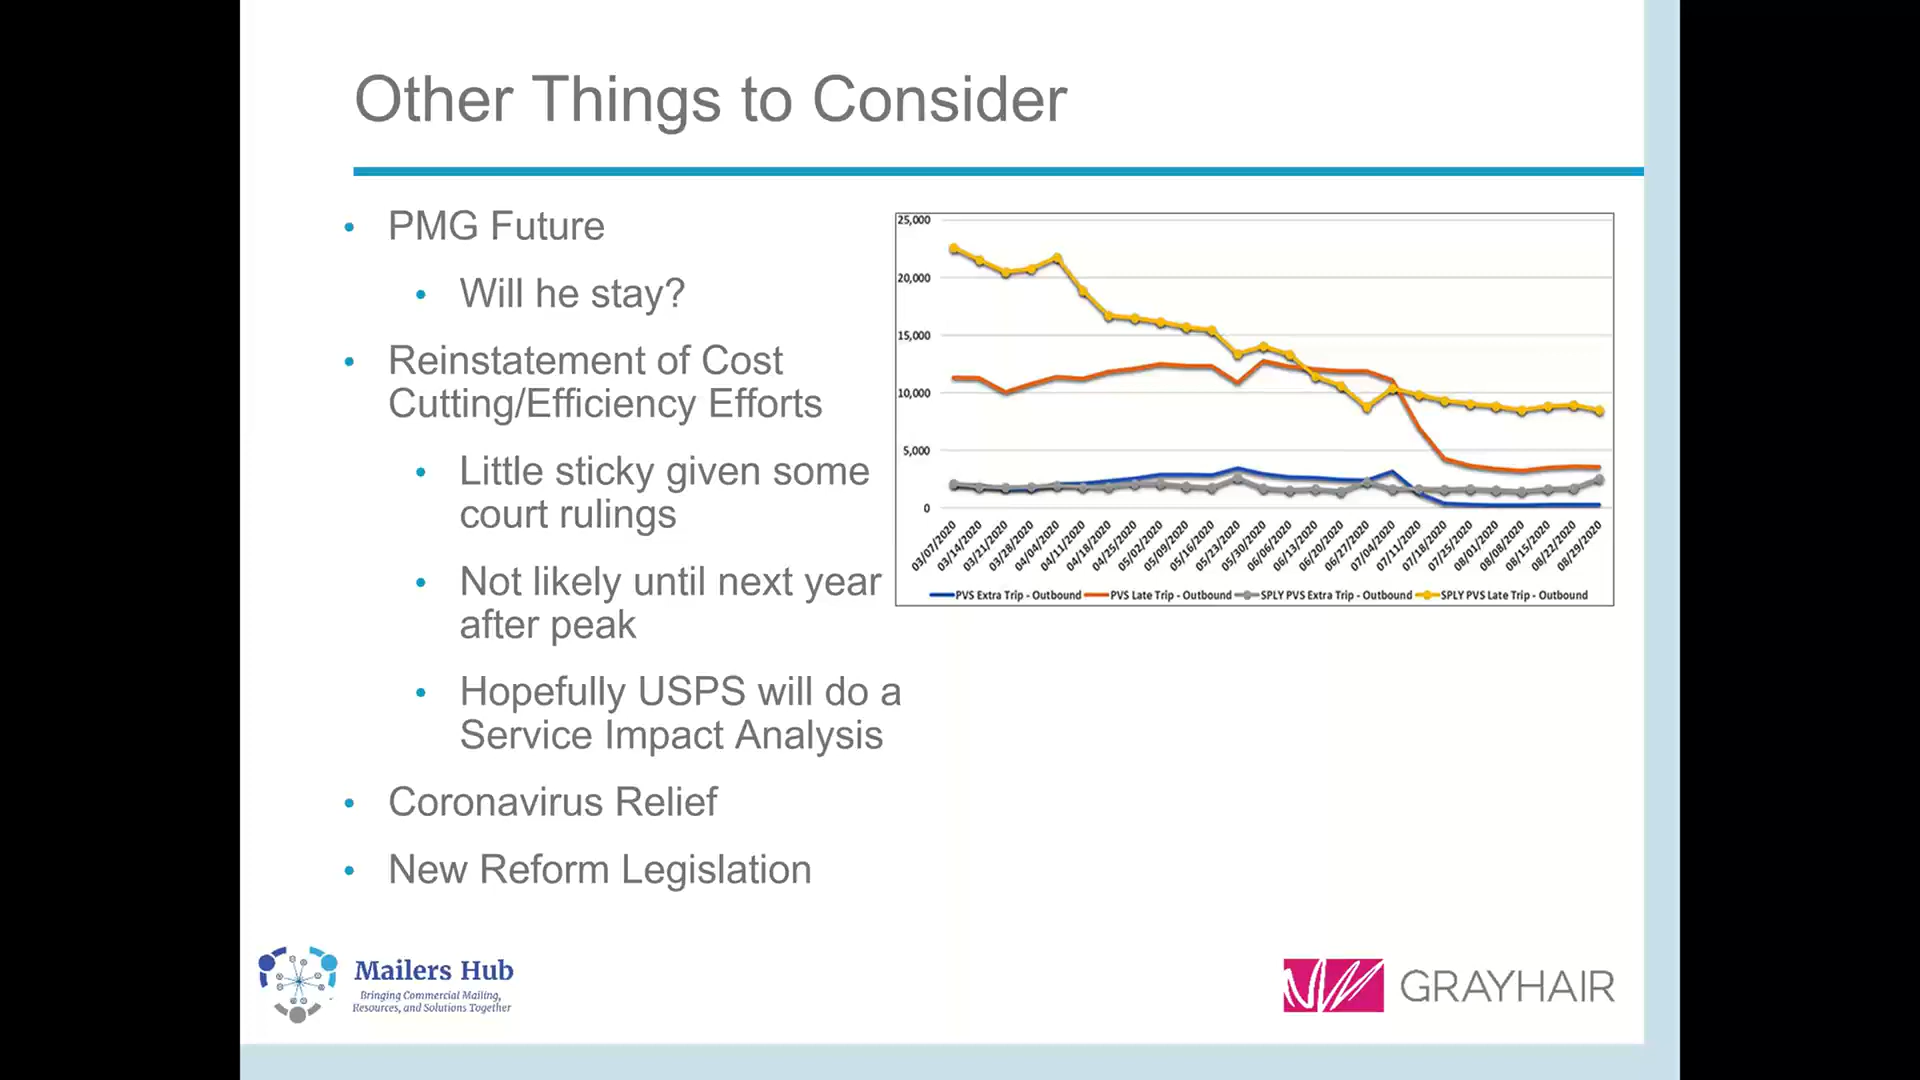 Other Things to Consider
• PMG Future
• Will he stay?
• Reinstatement of Cost
Cutting/Efficiency Efforts
• Little sticky given some
court rulings
• Not likely until next year
after peak
• Hopefully USPS will do a
Service Impact Analysis
• Coronavirus Relief
• New Reform Legislation
25,000
20,000
15,000
10,000
5,000
0
03/07/2020
03/14/2020
03/21/2020
03/28/2020
04/04/2020
04/11/2020
04/18/2020
04/25/2020
05/02/2020
05/09/2020
05/16/2020
05/23/2020
05/30/2020
06/06/2020
06/13/2020
06/20/2020
06/27/2020
07/04/2020
07/11/2020
07/18/2020
07/25/2020
08/01/2020
08/08/2020
08/15/2020
08/22/2020
08/29/2020
PVS Extra Trip - Outbound PVS Late Trip - Outbound SPLY PVS Extra Trip - Outbound SPLY PVS Late Trip - Outbound
Mailers Hub
Bringing Commercial Mailing,
Resources, and Solutions Together
GRAYHAIR